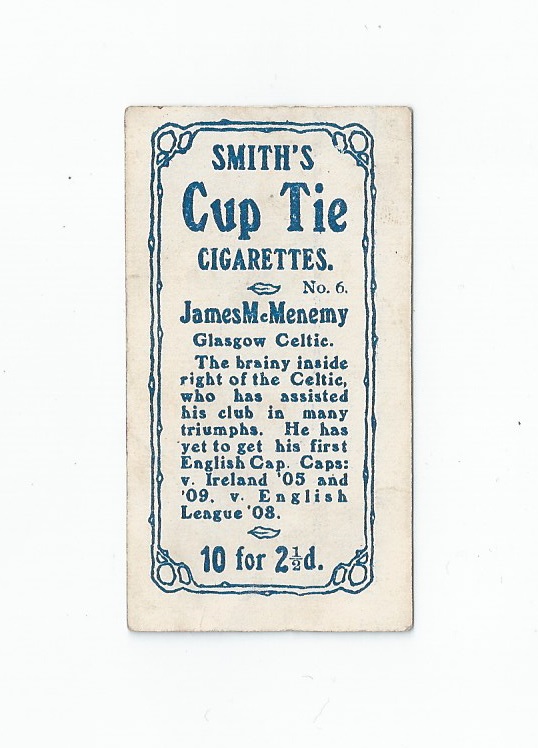 SMITH'S
Cup Tie
CIGARETTES.
No. 6.
James McMenemy
Glasgow Celtic.
The brainy inside
right of the Celtic,
who has assisted
his club in many
triumphs. He has
yet to get his first
English Cap. Caps:
v. Ireland '05 and
'09. v. English
League '08.
10 for 2½d.